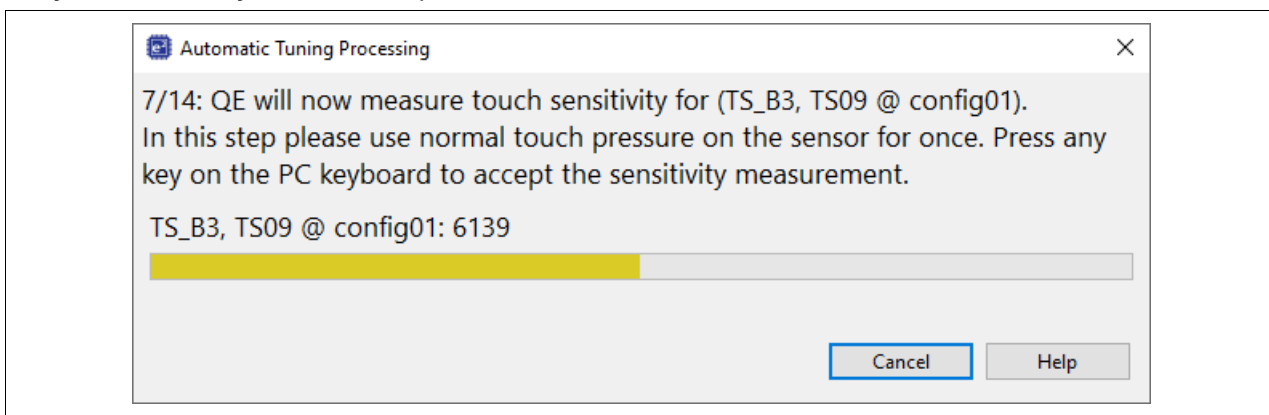 Automatic Tuning Processing
7/14: QE will now measure touch sensitivity for (TS_B3, TS09 @ config01).
In this step please use normal touch pressure on the sensor for once. Press any
key on the PC keyboard to accept the sensitivity measurement.
TS_B3, TS09 @ config01: 6139
Cancel Help